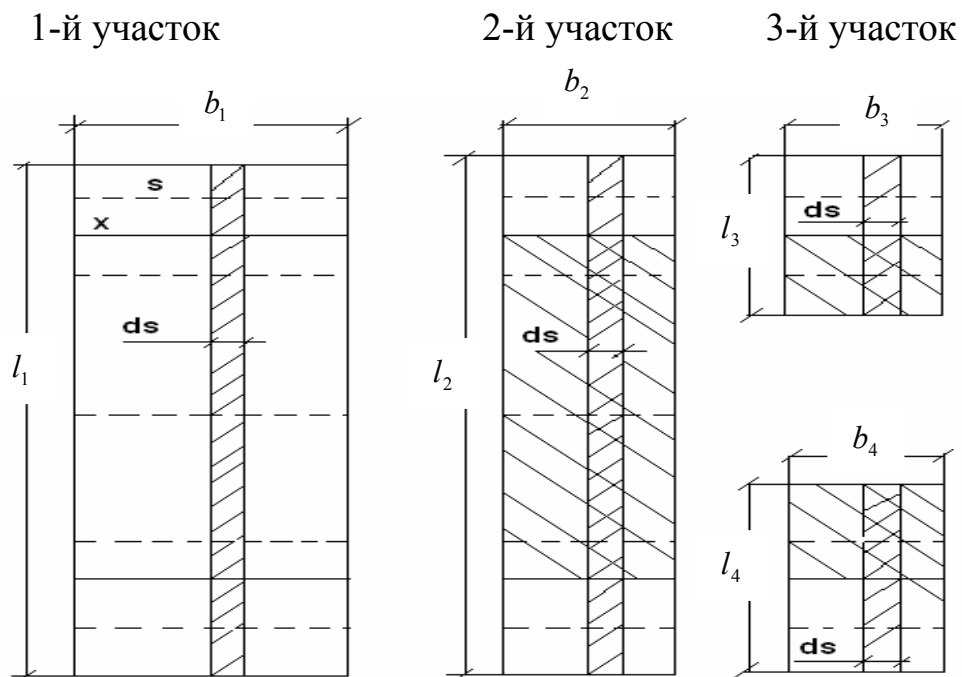 1-й участок
2-й участок
3-й участок
b₁
b₂
b₃
s
x
ds
l₁
ds
l₂
ds
l₃
b₄
l₄
ds